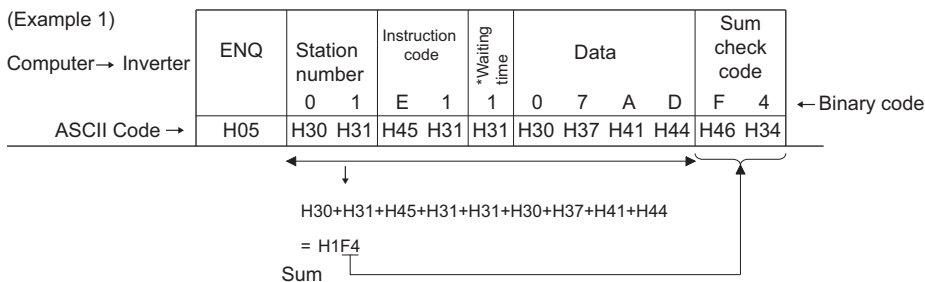 (Example 1)
Computer→ Inverter
ENQ
Station number
Instruction code
*Waiting time
Data
Sum check code
0 1 E 1 1 0 7 A D F 4
←Binary code
ASCII Code →
H05 H30 H31 H45 H31 H31 H30 H37 H41 H44 H46 H34
H30+H31+H45+H31+H31+H30+H37+H41+H44
= H1F4
Sum